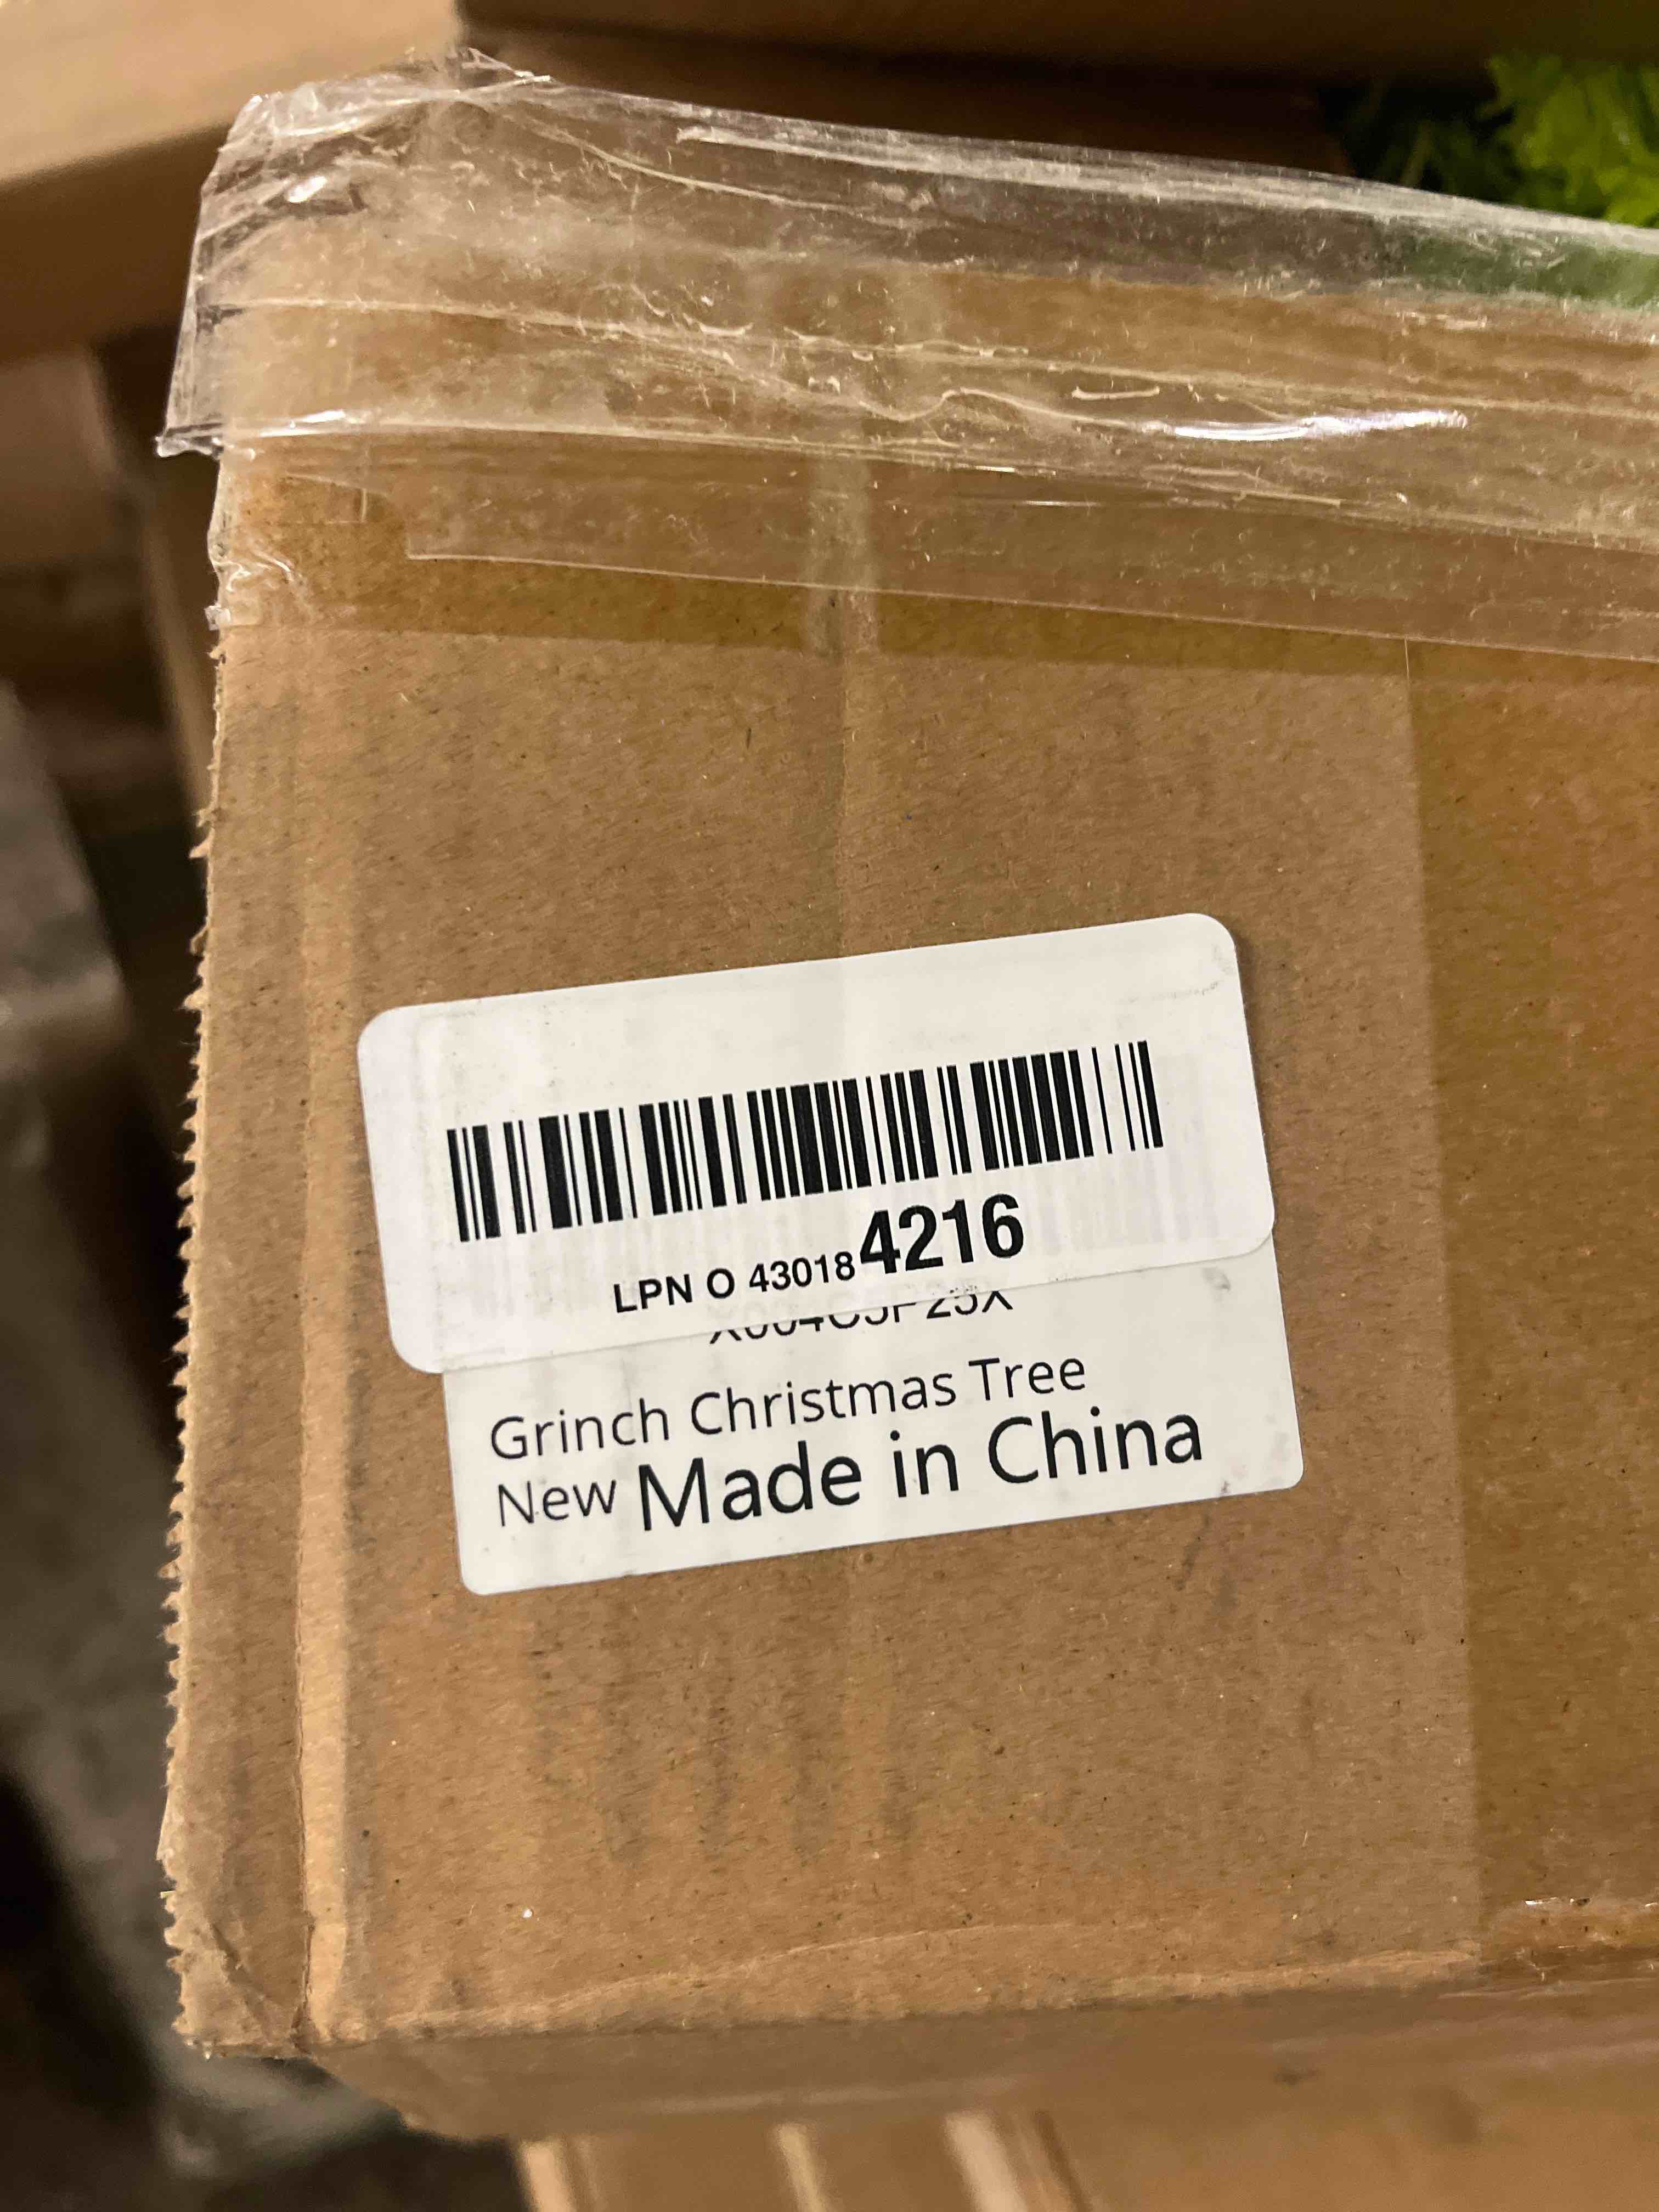 LPN O 430184216
Grinch Christmas Tree
New Made in China